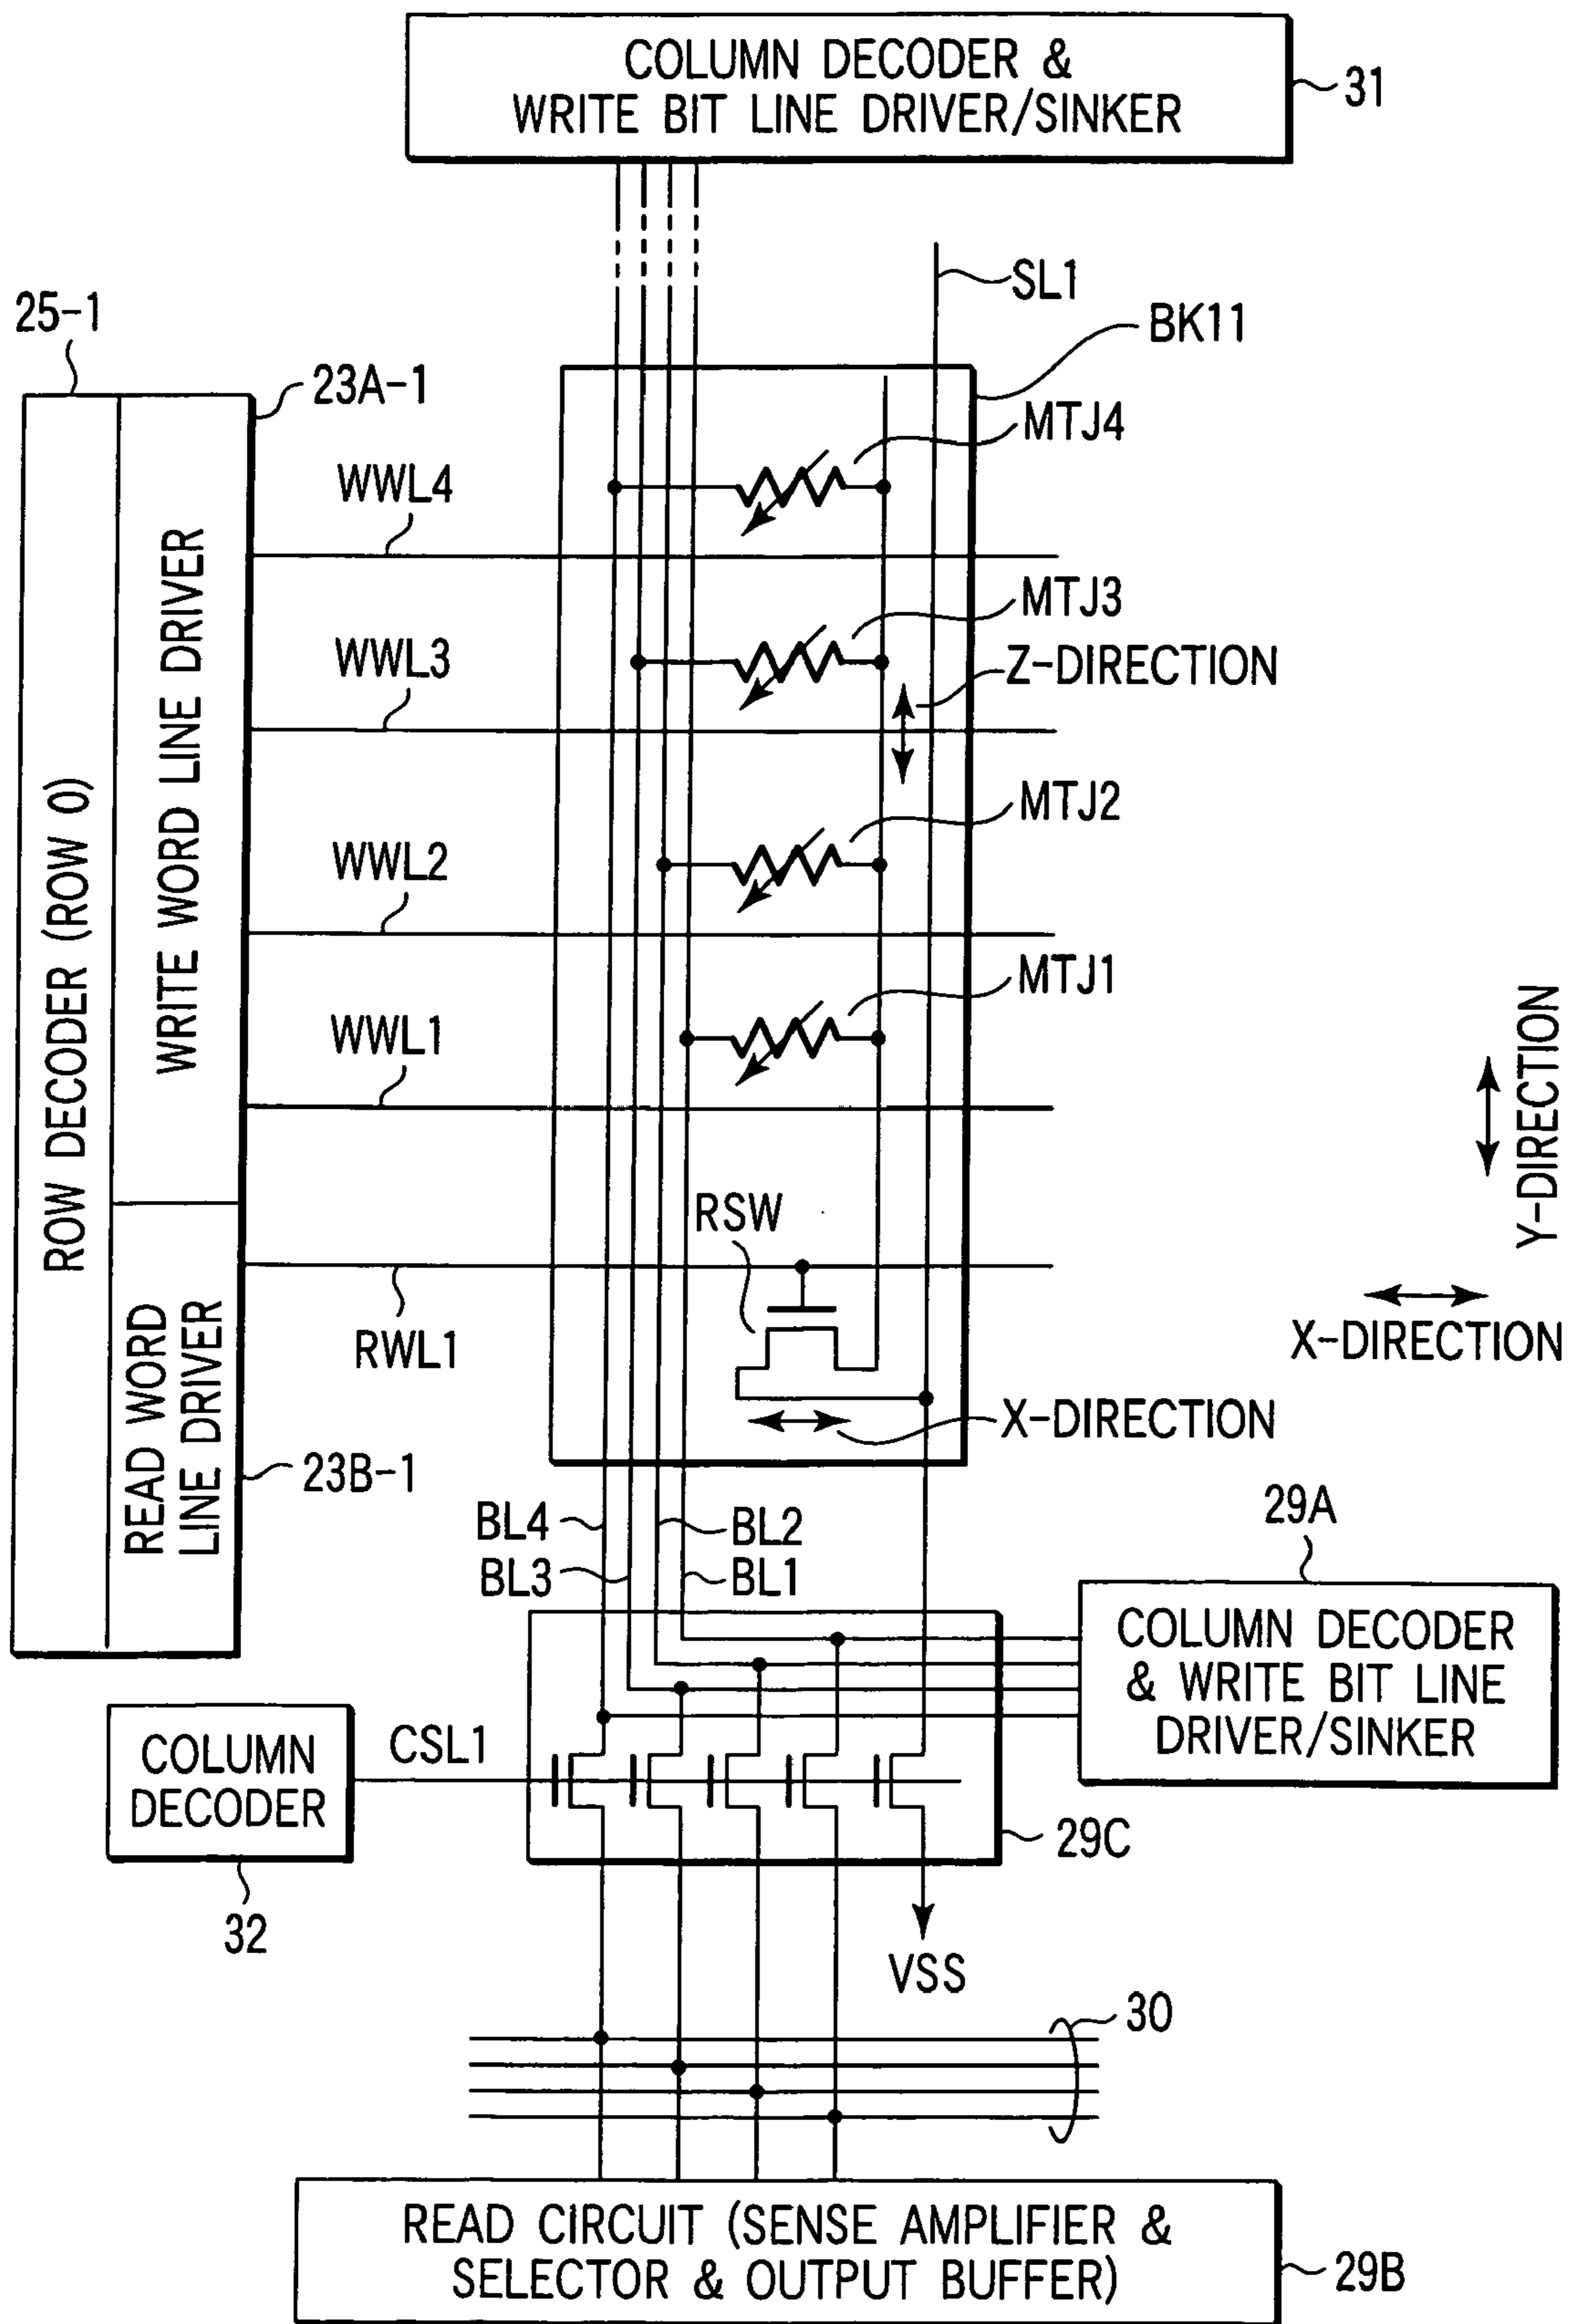 COLUMN DECODER &
WRITE BIT LINE DRIVER/SINKER
31
SL1
BK11
25-1
23A-1
MTJ4
WWL4
MTJ3
WWL3
Z-DIRECTION
MTJ2
WWL2
MTJ1
WWL1
ROW DECODER (ROW 0)
WRITE WORD LINE DRIVER
Y-DIRECTION
RSW
X-DIRECTION
RWL1
READ WORD
LINE DRIVER
X-DIRECTION
23B-1
29A
BL4
BL2
BL3
BL1
COLUMN DECODER
& WRITE BIT LINE
DRIVER/SINKER
COLUMN
DECODER
CSL1
29C
32
VSS
30
READ CIRCUIT (SENSE AMPLIFIER &
SELECTOR & OUTPUT BUFFER)
29B